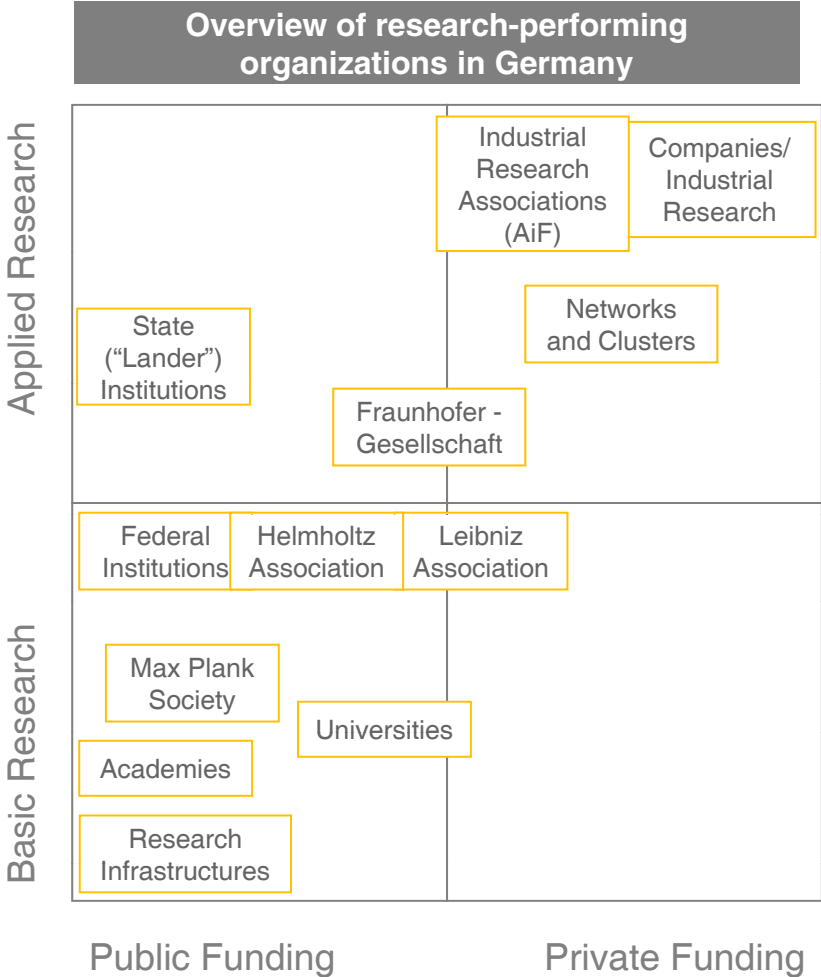 Overview of research-performing
organizations in Germany
Applied Research
Industrial
Research
Associations
(AiF)
Companies/
Industrial
Research
State
(“Lander”)
Institutions
Networks
and Clusters
Fraunhofer -
Gesellschaft
Basic Research
Federal
Institutions
Helmholtz
Association
Leibniz
Association
Max Plank
Society
Universities
Academies
Research
Infrastructures
Public Funding
Private Funding